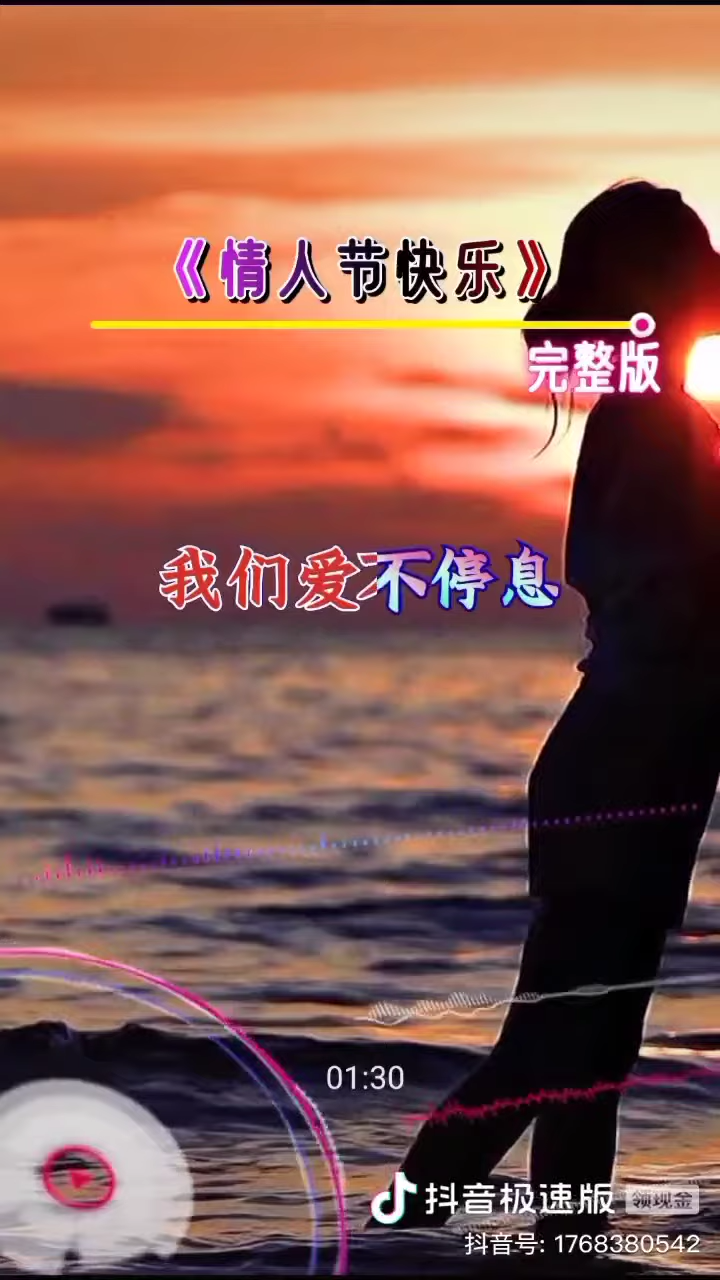 《情人节快乐》
完整版
我们爱不停息
01:30
抖音极速版 领现金
抖音号: 1768380542